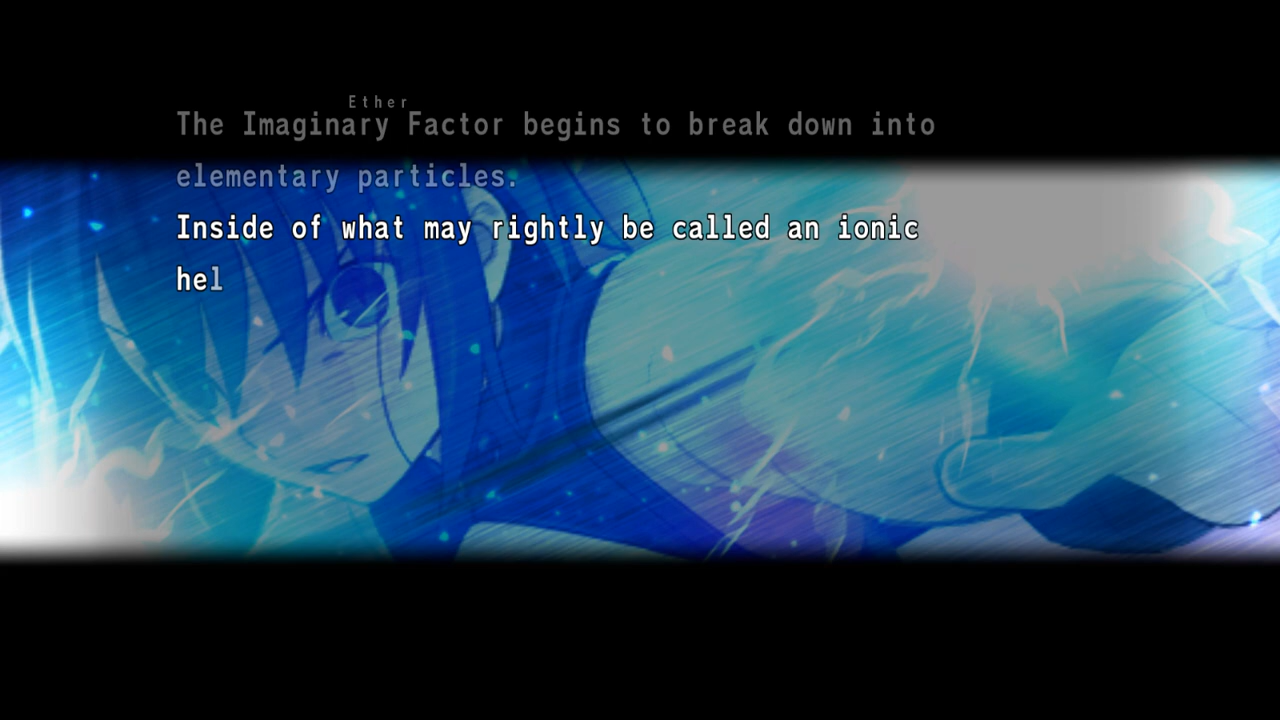 Ether
The Imaginary Factor begins to break down into
elementary particles.
Inside of what may rightly be called an ionic
hel